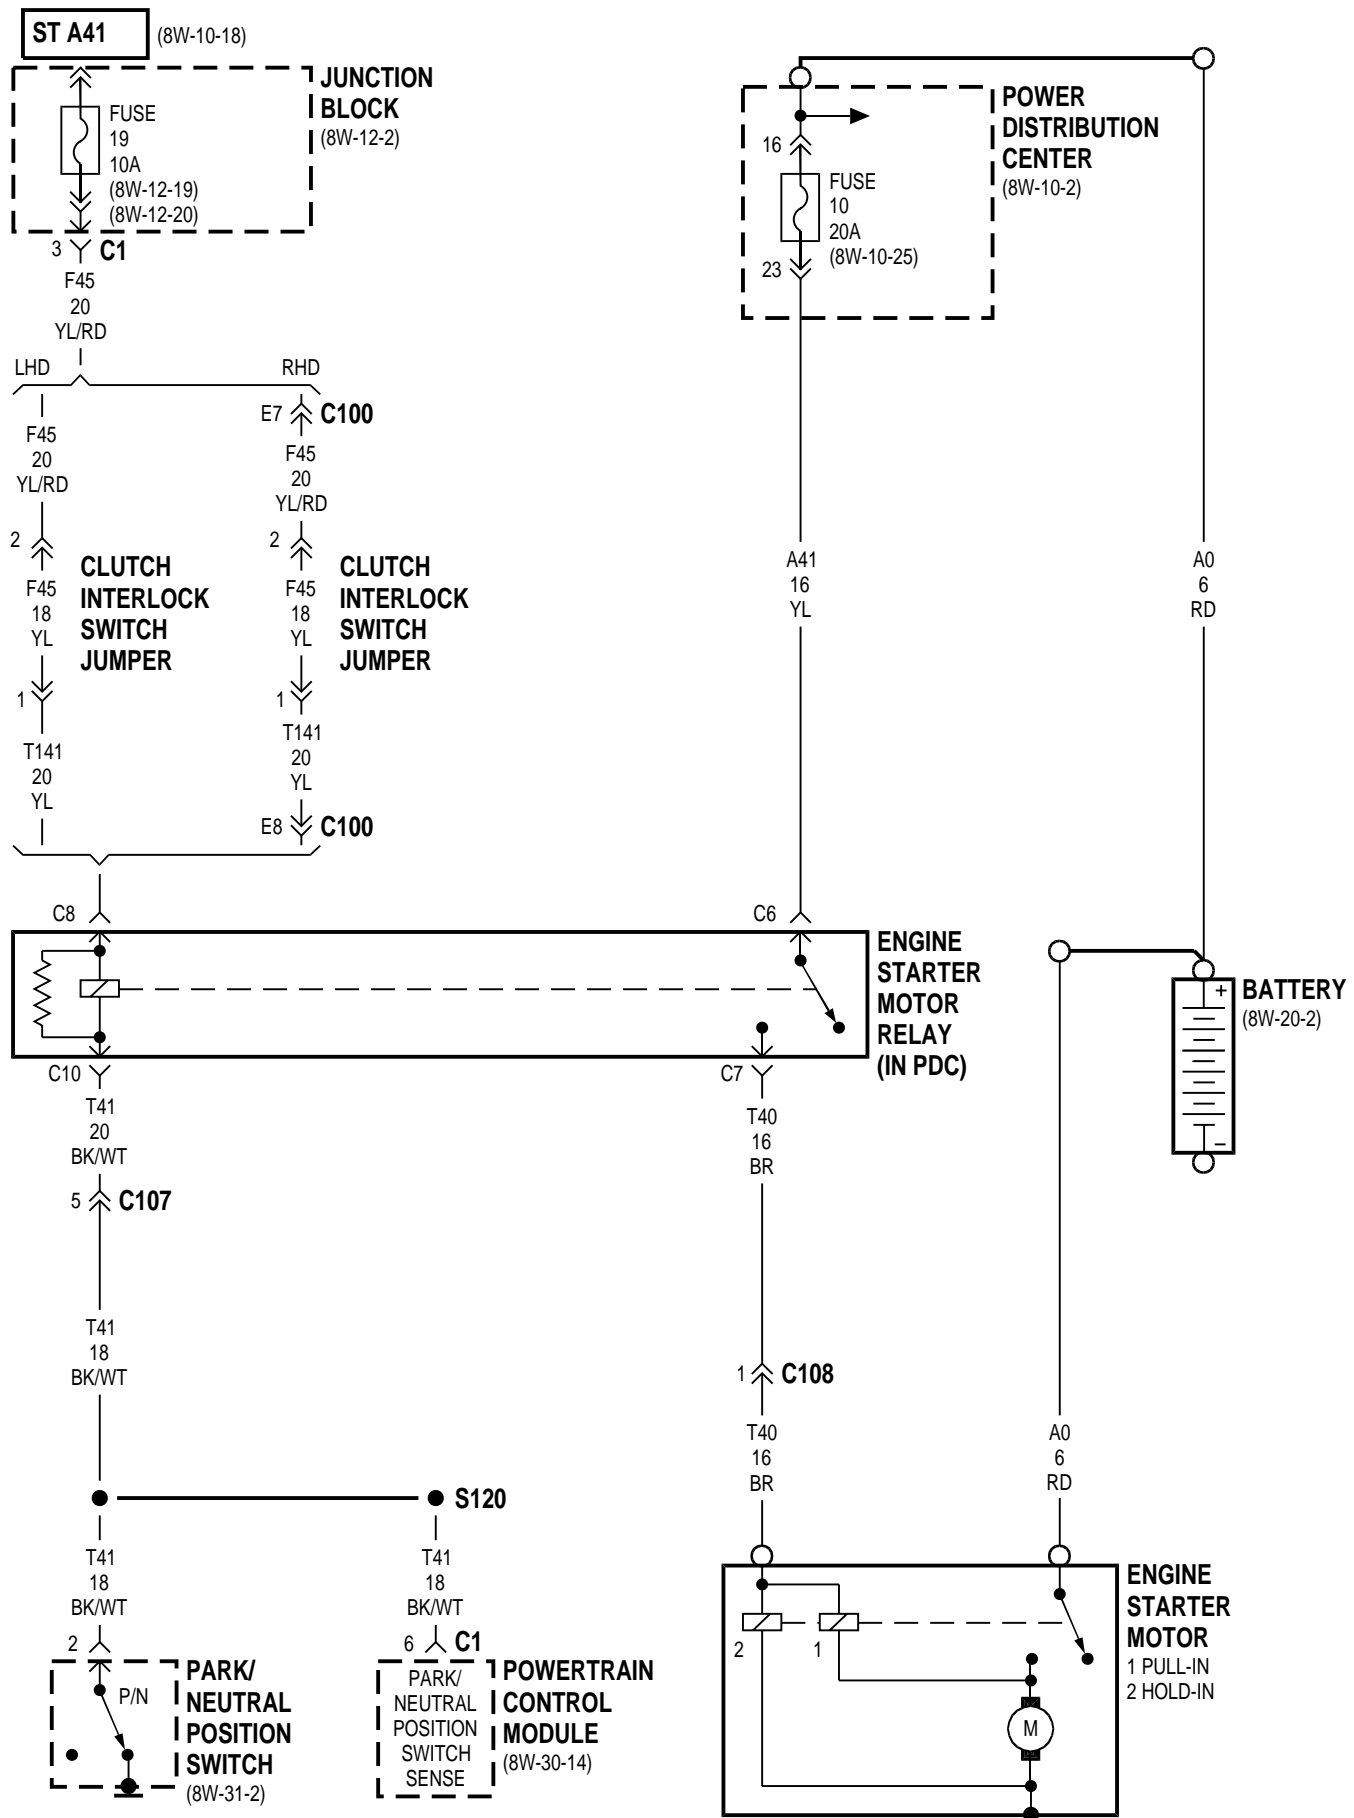 ST A41
(8W-10-18)
JUNCTION
BLOCK
(8W-12-2)
FUSE
19
10A
(8W-12-19)
(8W-12-20)
3
C1
F45
20
YL/RD
LHD
RHD
F45
20
YL/RD
2
F45
18
YL
1
T141
20
YL
CLUTCH
INTERLOCK
SWITCH
JUMPER
E7
C100
F45
20
YL/RD
2
F45
18
YL
1
T141
20
YL
E8
C100
CLUTCH
INTERLOCK
SWITCH
JUMPER
POWER
DISTRIBUTION
CENTER
(8W-10-2)
16
FUSE
10
20A
(8W-10-25)
23
A41
16
YL
A0
6
RD
C8
C6
ENGINE
STARTER
MOTOR
RELAY
(IN PDC)
+
BATTERY
(8W-20-2)
–
C10
C7
T41
20
BK/WT
5
C107
T41
18
BK/WT
T40
16
BR
1
C108
T40
16
BR
A0
6
RD
S120
T41
18
BK/WT
2
T41
18
BK/WT
6
C1
P/N
PARK/
NEUTRAL
POSITION
SWITCH
(8W-31-2)
PARK/
NEUTRAL
POSITION
SWITCH
SENSE
POWERTRAIN
CONTROL
MODULE
(8W-30-14)
2
1
M
ENGINE
STARTER
MOTOR
1 PULL-IN
2 HOLD-IN